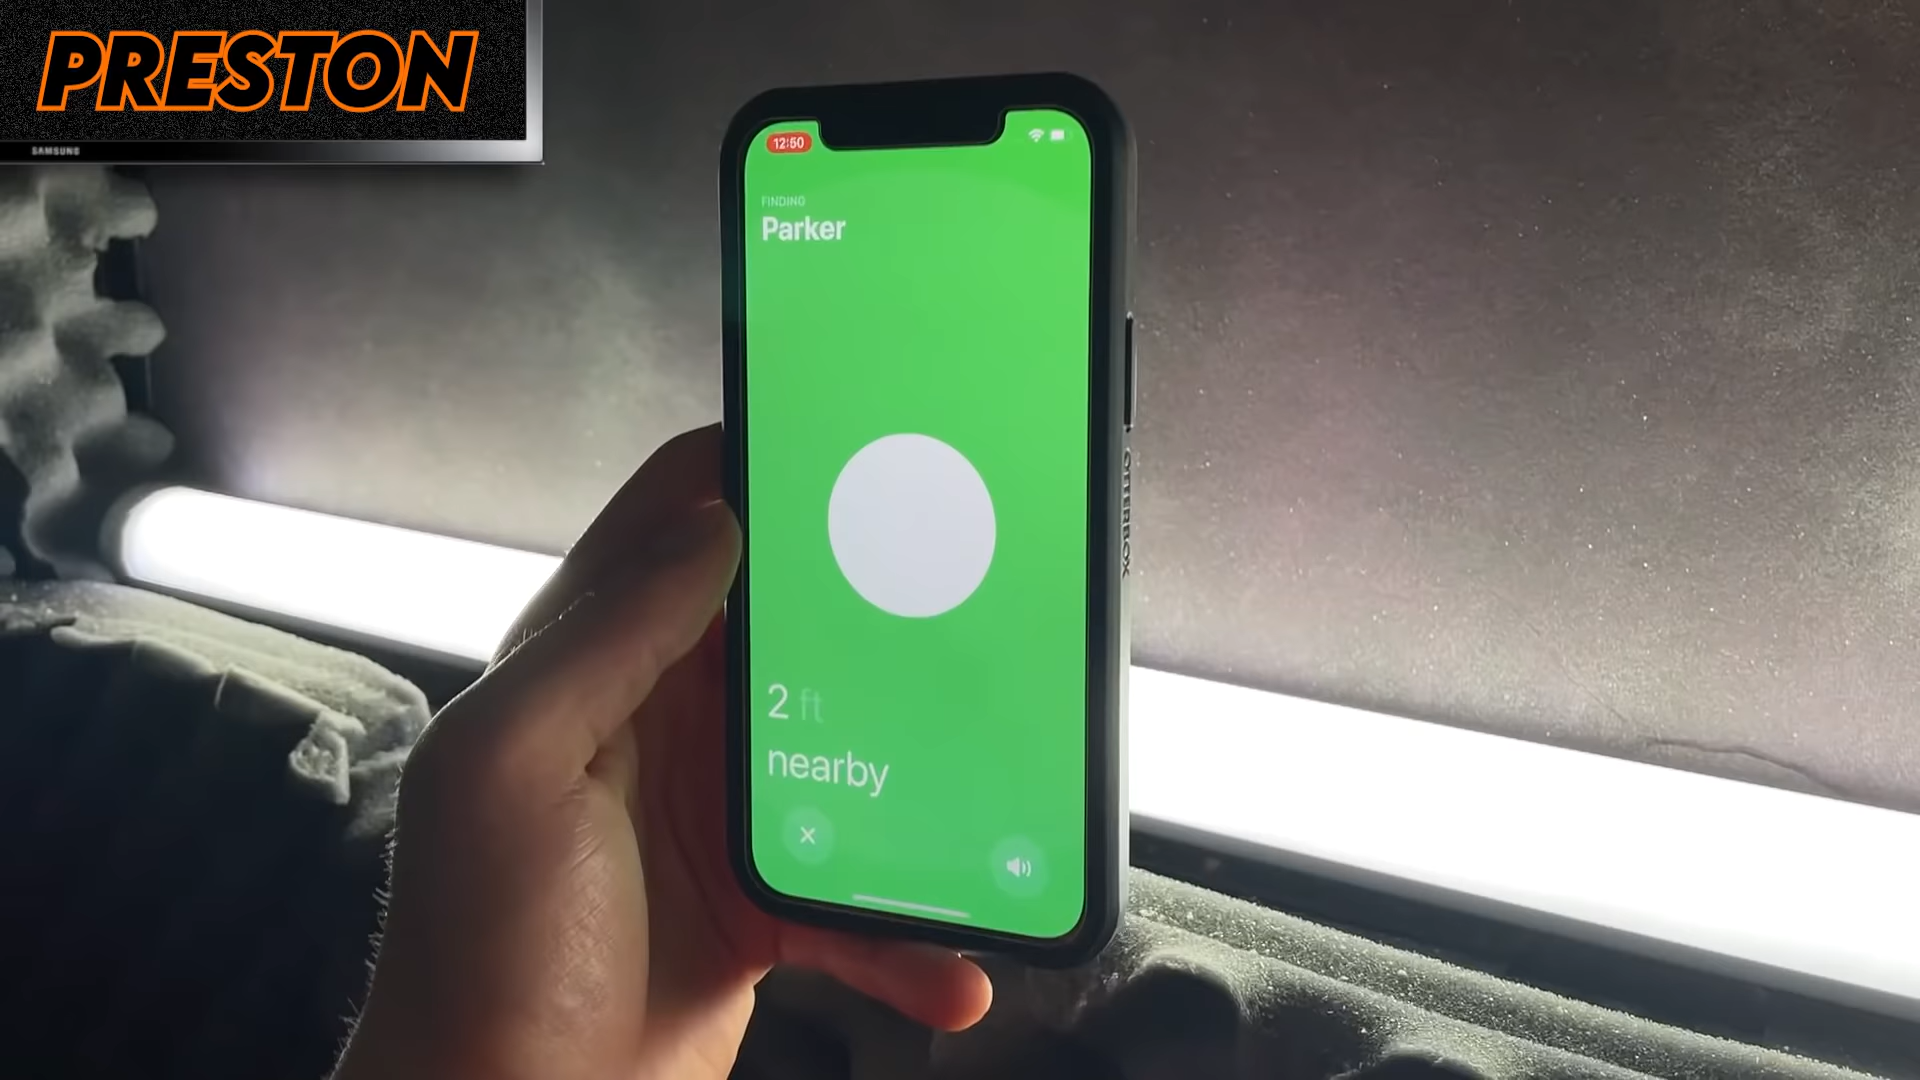 PRESTON
SAMSUNG
12:50
FINDING
Parker
2 ft
nearby
OTTERBOX